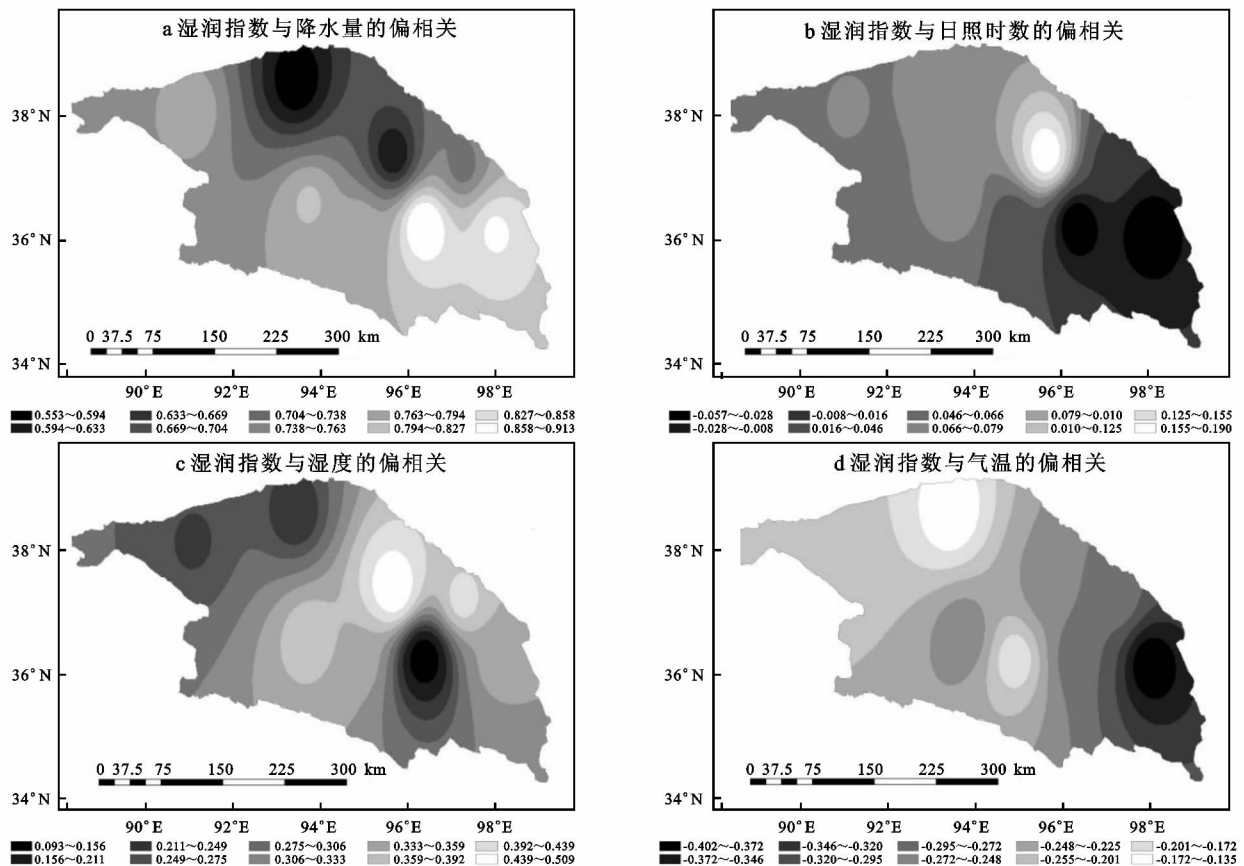 a 湿润指数与降水量的偏相关
38°N
36°N
34°N
0 37.5 75 150 225 300 km
90°E 92°E 94°E 96°E 98°E
0.553～0.594 0.633～0.669 0.704～0.738 0.763～0.794 0.827～0.858
0.594～0.633 0.669～0.704 0.738～0.763 0.794～0.827 0.858～0.913
b 湿润指数与日照时数的偏相关
38°N
36°N
34°N
0 37.5 75 150 225 300 km
90°E 92°E 94°E 96°E 98°E
-0.057～-0.028 -0.008～0.016 0.046～0.066 0.079～0.010 0.125～0.155
-0.028～-0.008 0.016～0.046 0.066～0.079 0.010～0.125 0.155～0.190
c 湿润指数与湿度的偏相关
38°N
36°N
34°N
0 37.5 75 150 225 300 km
90°E 92°E 94°E 96°E 98°E
0.093～0.156 0.211～0.249 0.275～0.306 0.333～0.359 0.392～0.439
0.156～0.211 0.249～0.275 0.306～0.333 0.359～0.392 0.439～0.509
d 湿润指数与气温的偏相关
38°N
36°N
34°N
0 37.5 75 150 225 300 km
90°E 92°E 94°E 96°E 98°E
-0.402～-0.372 -0.346～-0.320 -0.295～-0.272 -0.248～-0.225 -0.201～-0.172
-0.372～-0.346 -0.320～-0.295 -0.272～-0.248 -0.255～-0.201 -0.172～-0.135